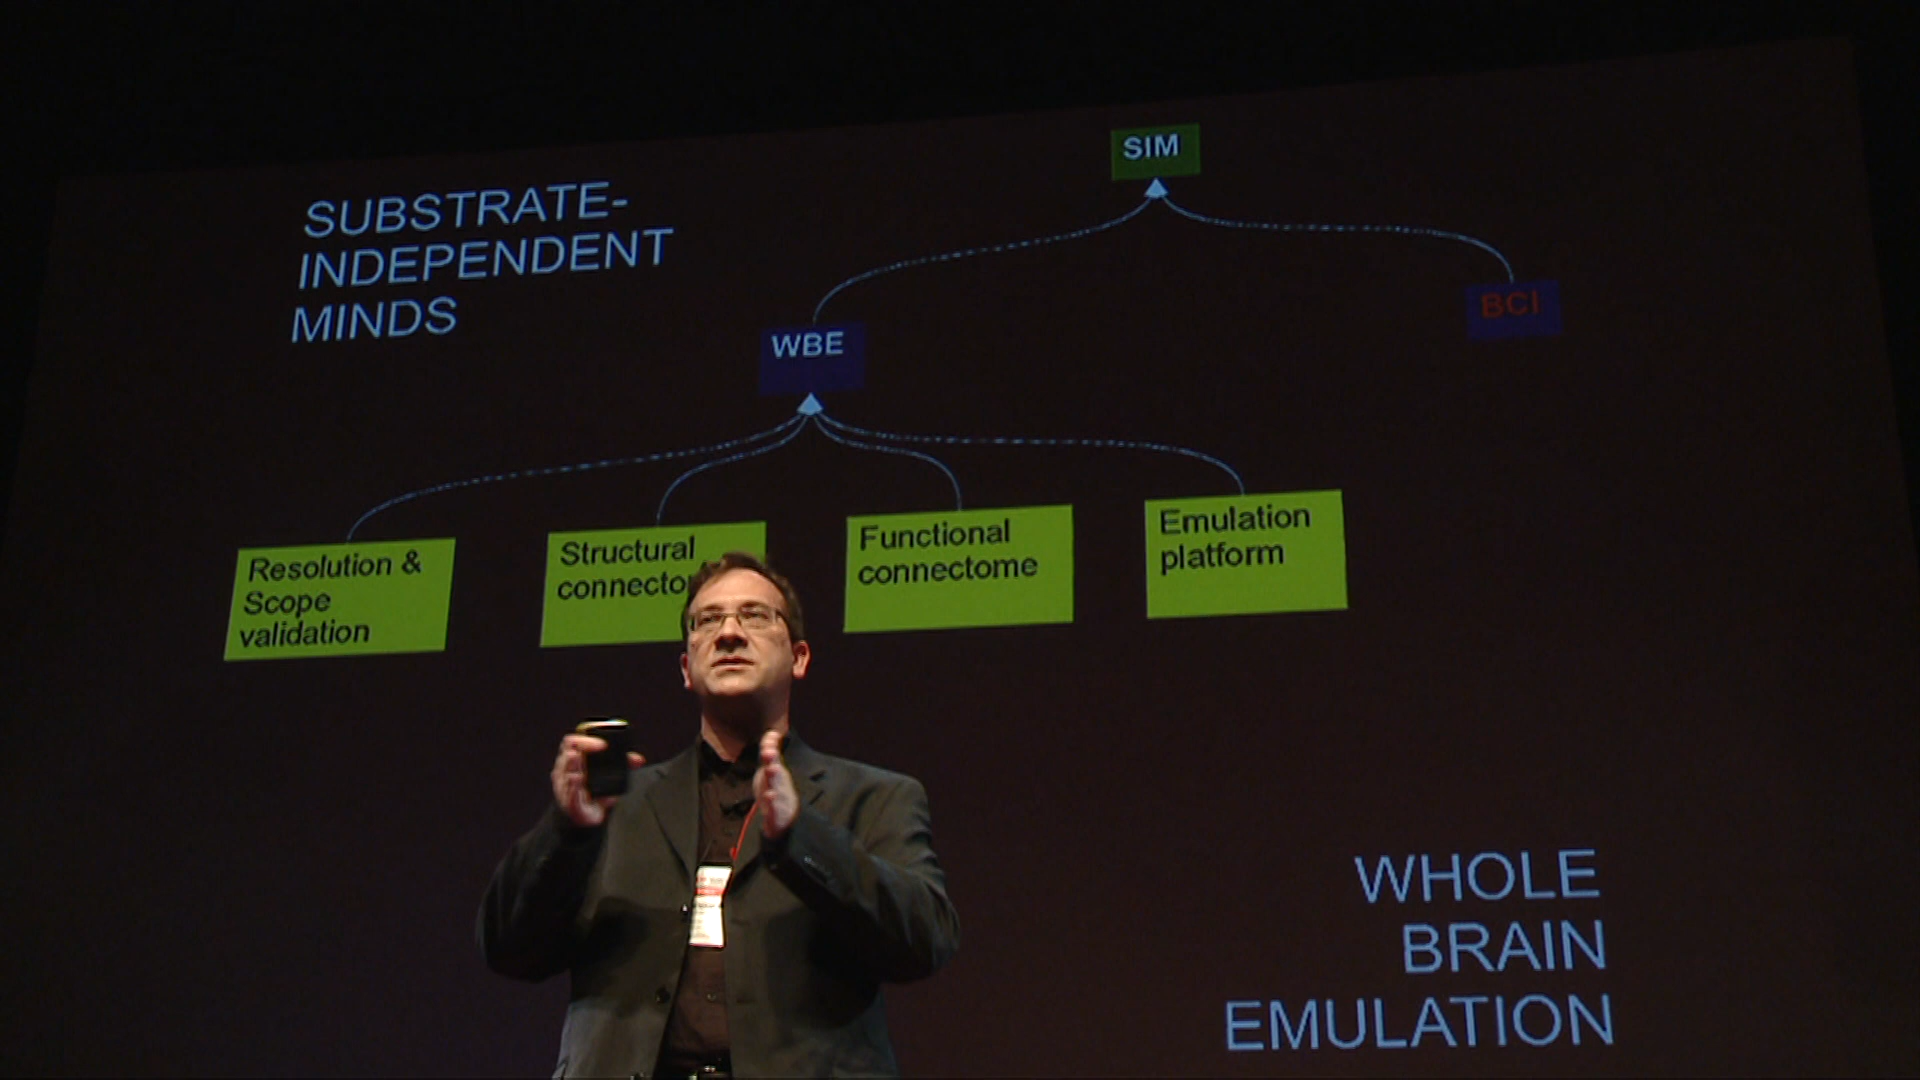 SUBSTRATE-
INDEPENDENT
MINDS
SIM
BCI
WBE
Resolution &
Scope
validation
Structural
Functional
connectome
Emulation
platform
WHOLE
BRAIN
EMULATION